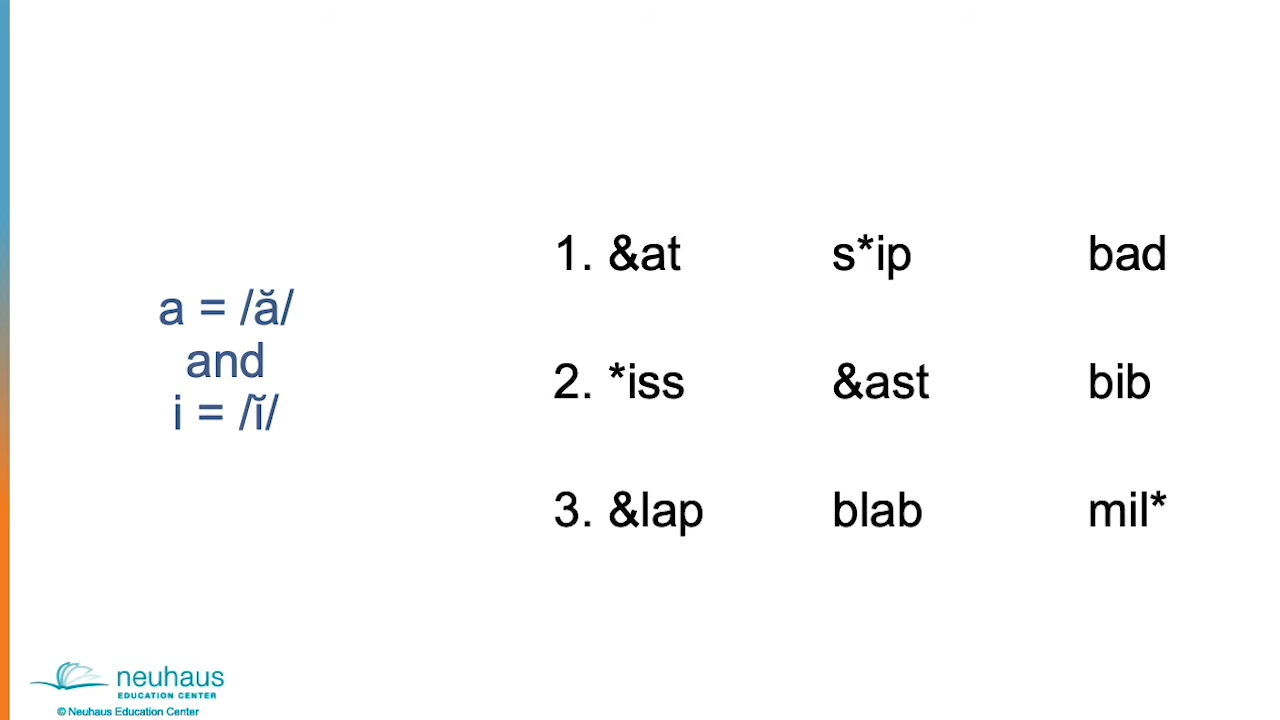 a = /ă/
and
i = /ĭ/
1. &at s*ip bad
2. *iss &ast bib
3. &lap blab mil*
neuhaus
EDUCATION CENTER
© Neuhaus Education Center